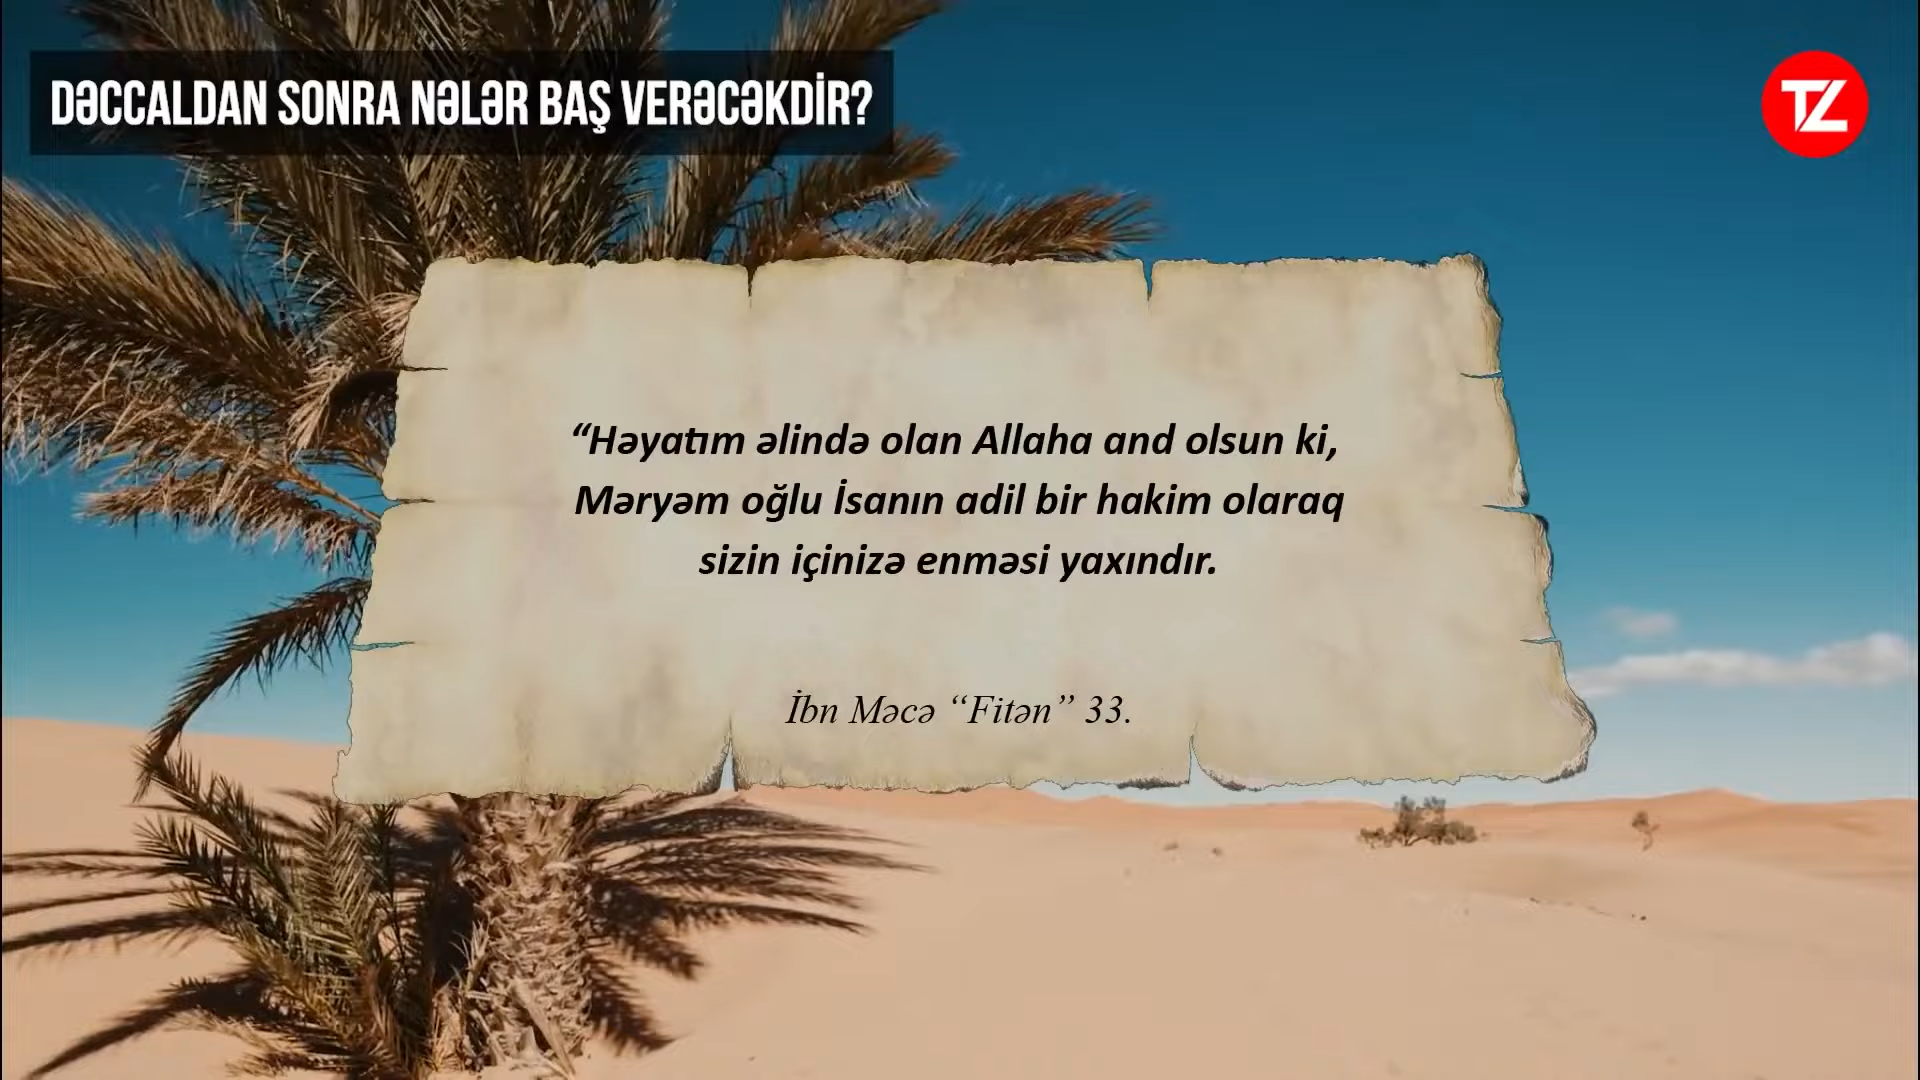 DƏCCALDAN SONRA NƏLƏR BAŞ VERƏCƏKDİR?
TZ
“Həyatım əlində olan Allaha and olsun ki,
Məryəm oğlu İsanın adil bir hakim olaraq
sizin içinizə enməsi yaxındır.
İbn Məcə “Fitən” 33.